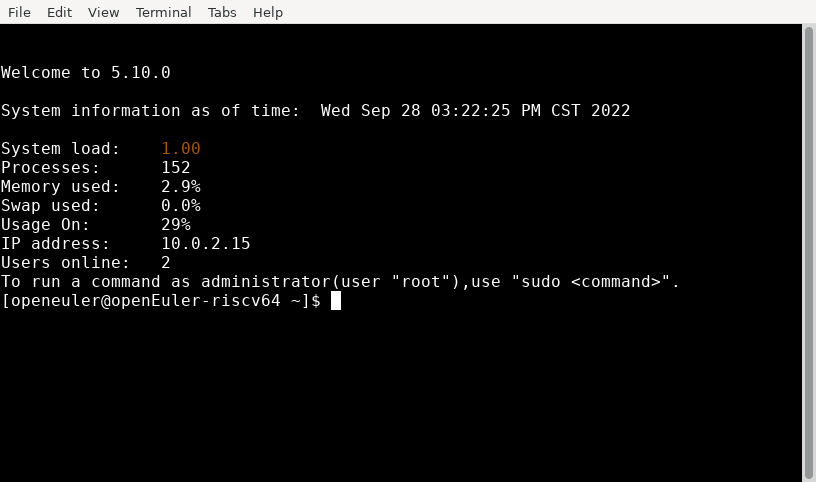 File Edit View Terminal Tabs Help
Welcome to 5.10.0
System information as of time:  Wed Sep 28 03:22:25 PM CST 2022
System load:    1.00
Processes:      152
Memory used:    2.9%
Swap used:      0.0%
Usage On:       29%
IP address:     10.0.2.15
Users online:   2
To run a command as administrator(user "root"),use "sudo <command>".
[openeuler@openEuler-riscv64 ~]$